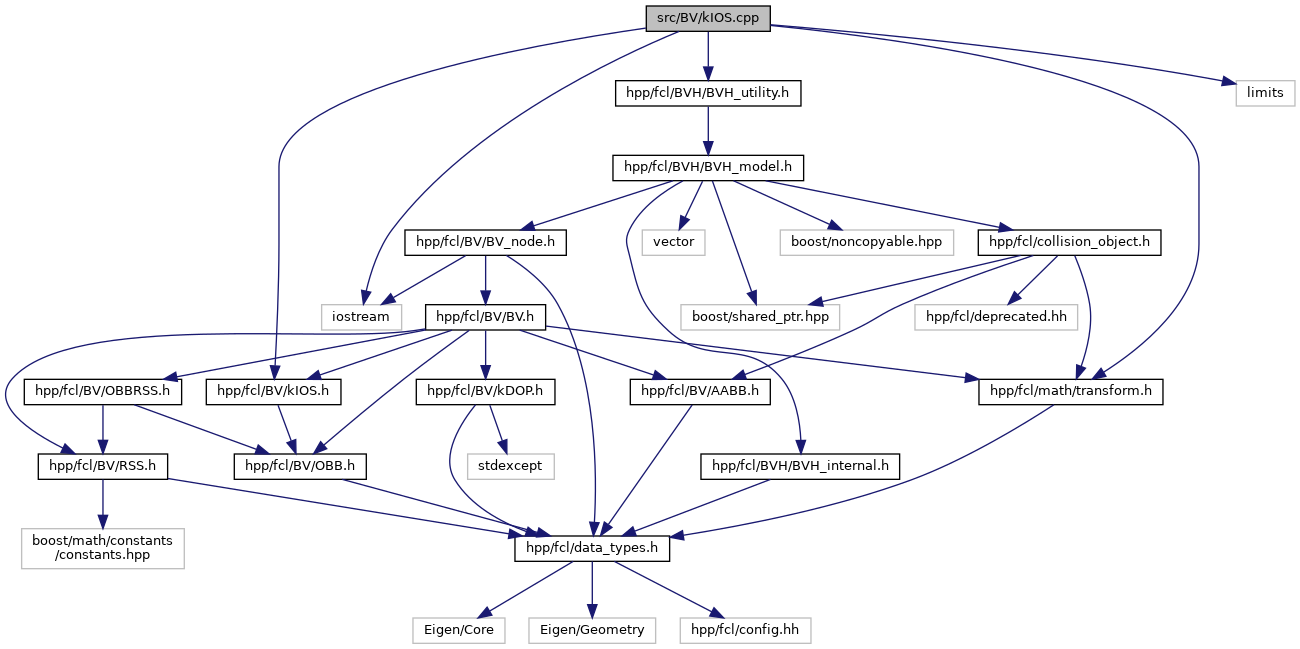 src/BV/kIOS.cpp
hpp/fcl/BVH/BVH_utility.h
limits
hpp/fcl/BVH/BVH_model.h
hpp/fcl/BV/BV_node.h
vector
boost/noncopyable.hpp
hpp/fcl/collision_object.h
iostream
hpp/fcl/BV/BV.h
boost/shared_ptr.hpp
hpp/fcl/deprecated.hh
hpp/fcl/BV/OBBRSS.h
hpp/fcl/BV/kIOS.h
hpp/fcl/BV/kDOP.h
hpp/fcl/BV/AABB.h
hpp/fcl/math/transform.h
hpp/fcl/BV/RSS.h
hpp/fcl/BV/OBB.h
stdexcept
hpp/fcl/BVH/BVH_internal.h
boost/math/constants
/constants.hpp
hpp/fcl/data_types.h
Eigen/Core
Eigen/Geometry
hpp/fcl/config.hh